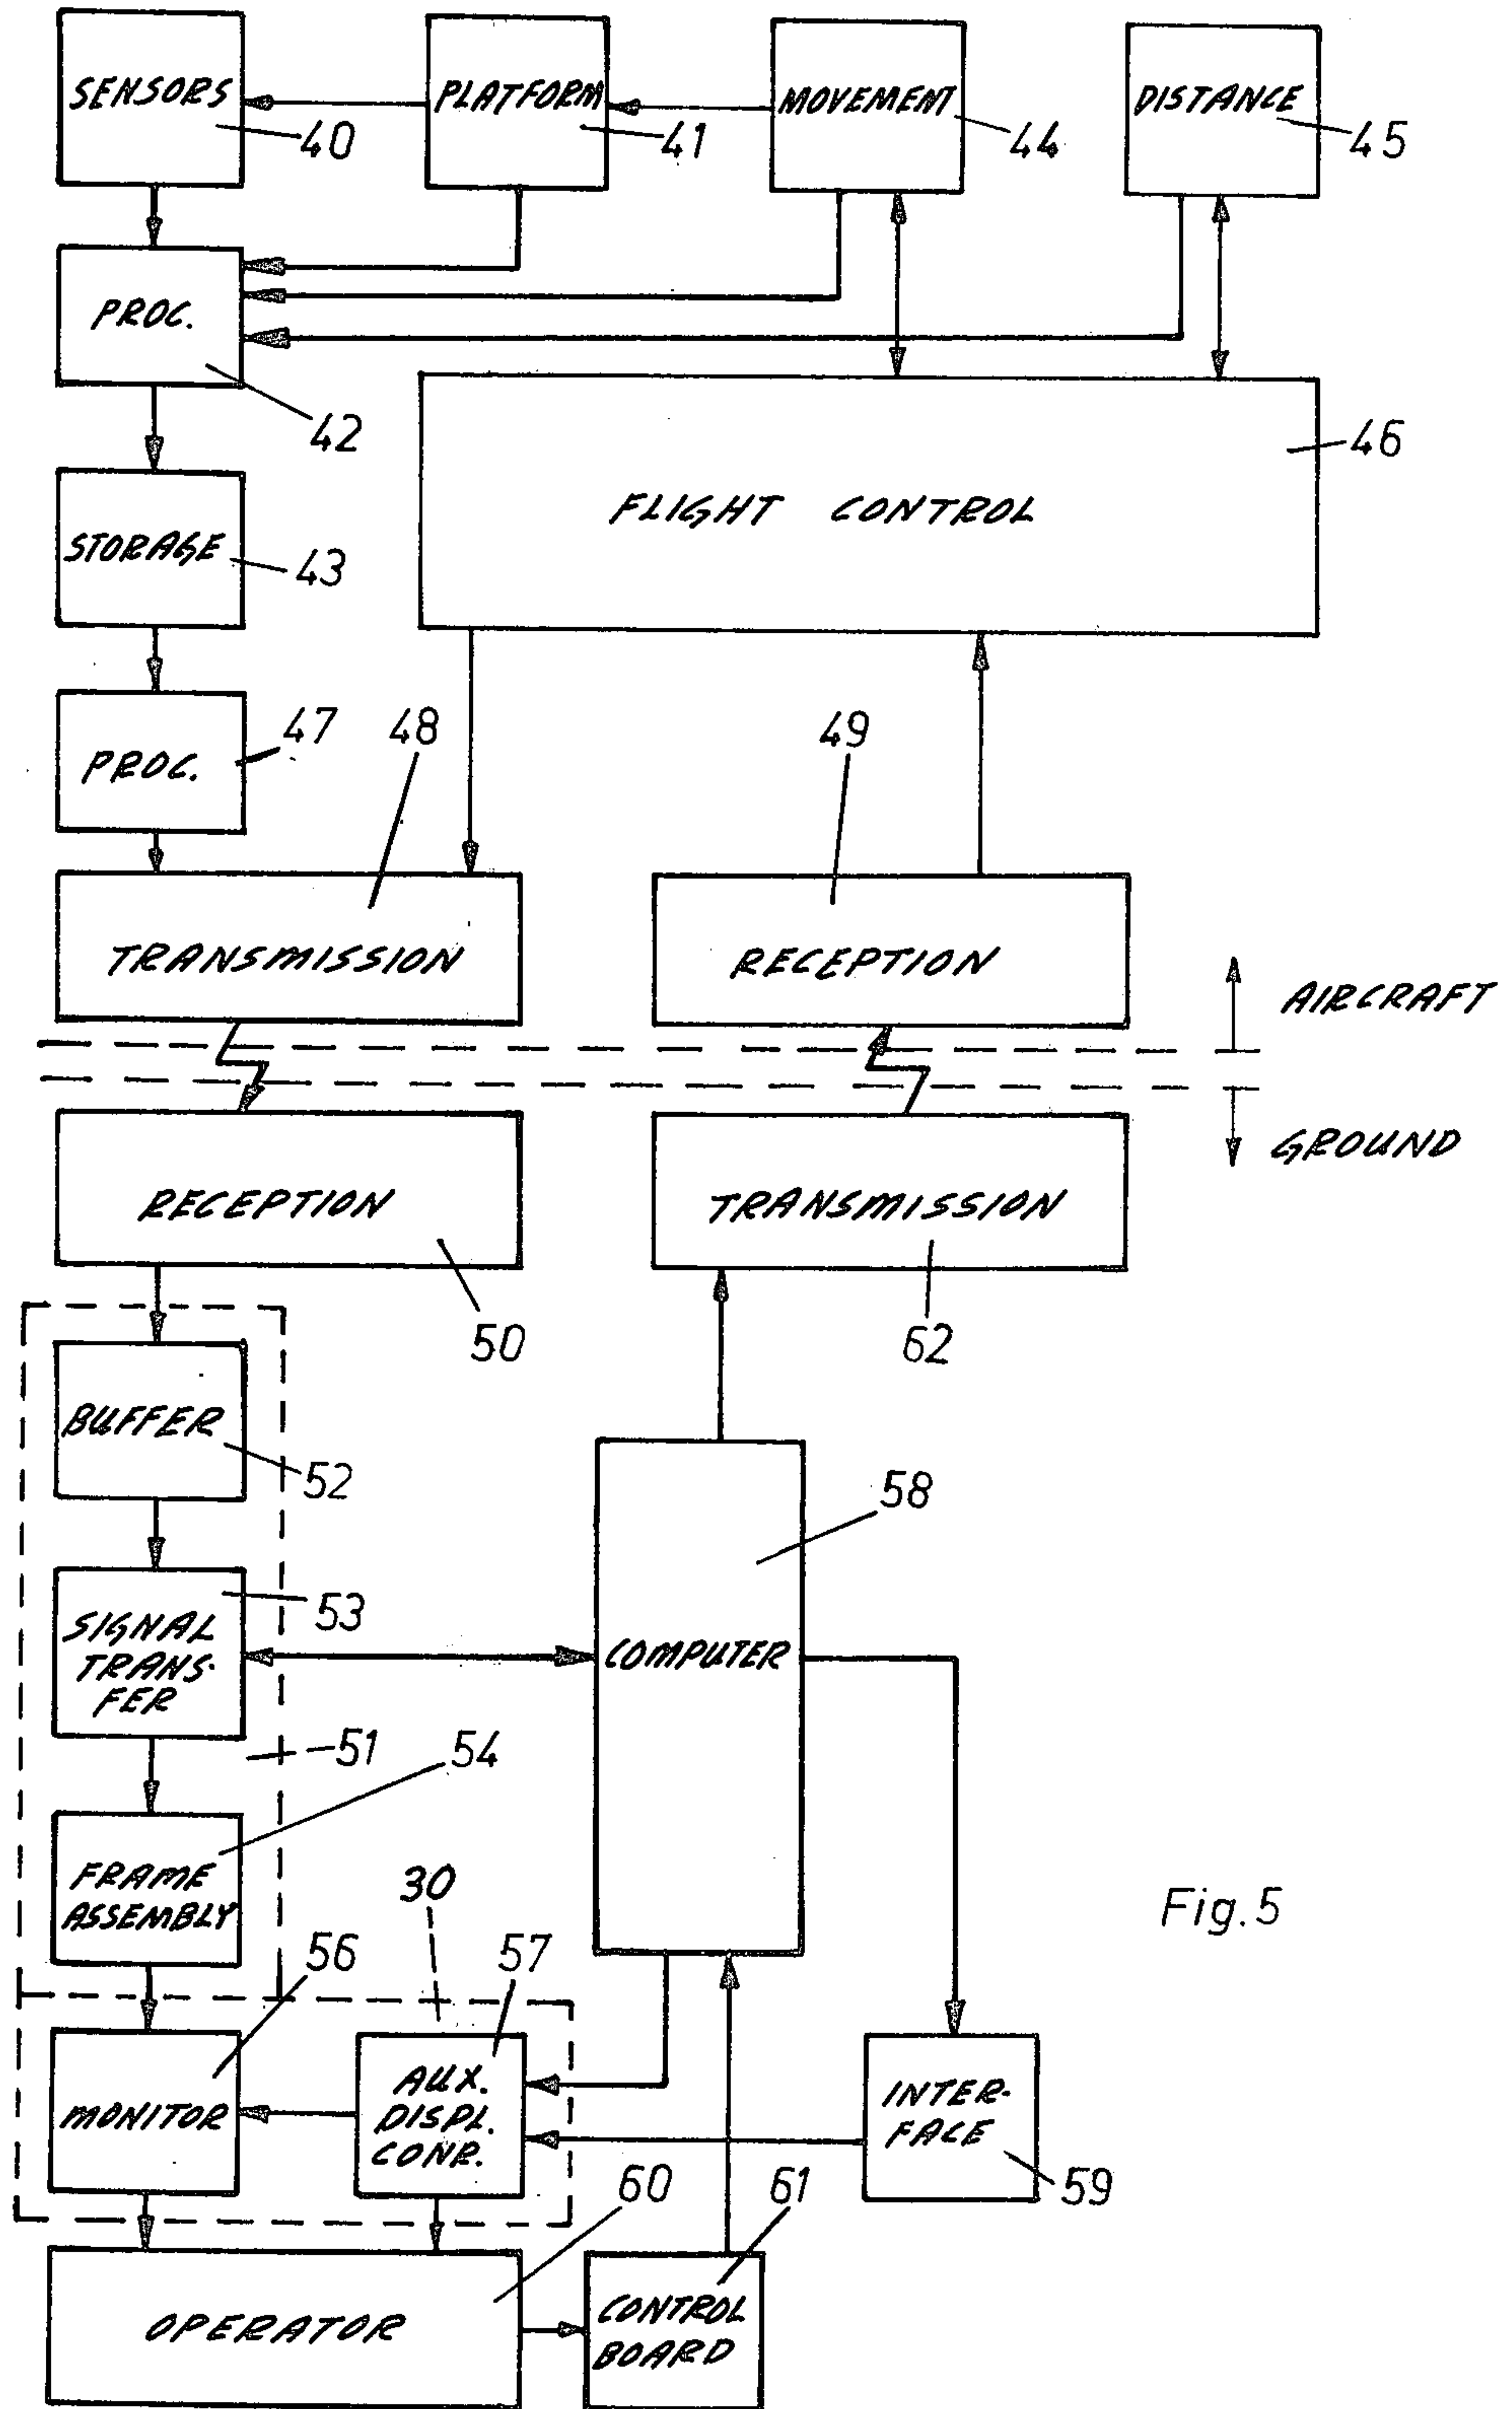 SENSORS
40
PLATFORM
41
MOVEMENT
44
DISTANCE
45
PROC.
42
46
FLIGHT CONTROL
STORAGE
43
PROC.
47
48
49
TRANSMISSION
RECEPTION
AIRCRAFT
GROUND
RECEPTION
50
TRANSMISSION
62
BUFFER
52
58
SIGNAL
TRANS-
FER
53
COMPUTER
51
54
FRAME
ASSEMBLY
30
Fig. 5
56
57
MONITOR
AUX.
DISPL.
CONR.
INTER-
FACE
59
60
61
OPERATOR
CONTROL
BOARD